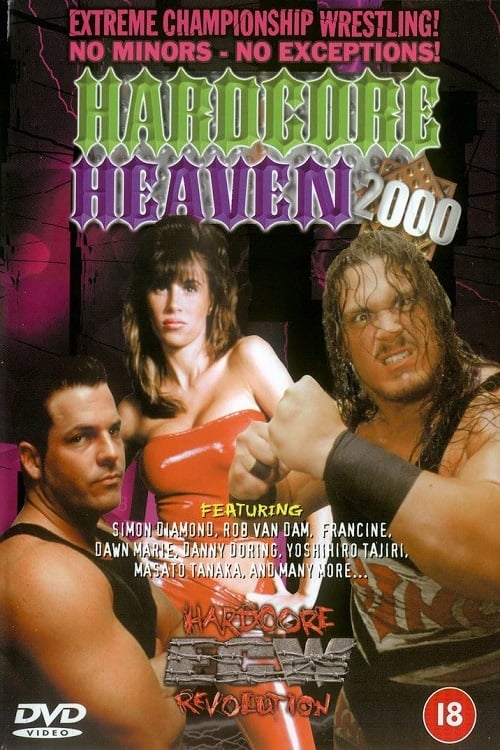 EXTREME CHAMPIONSHIP WRESTLING!
NO MINORS - NO EXCEPTIONS!
HARDCORE
HEAVEN
2000
FEATURING
SIMON DIAMOND, ROB VAN DAM, FRANCINE,
DAWN MARIE, DANNY DORING, YOSHIHIRO TAJIRI,
MASATO TANAKA, AND MANY MORE...
HARDCORE
ECW
REVOLUTION
DVD
VIDEO
18